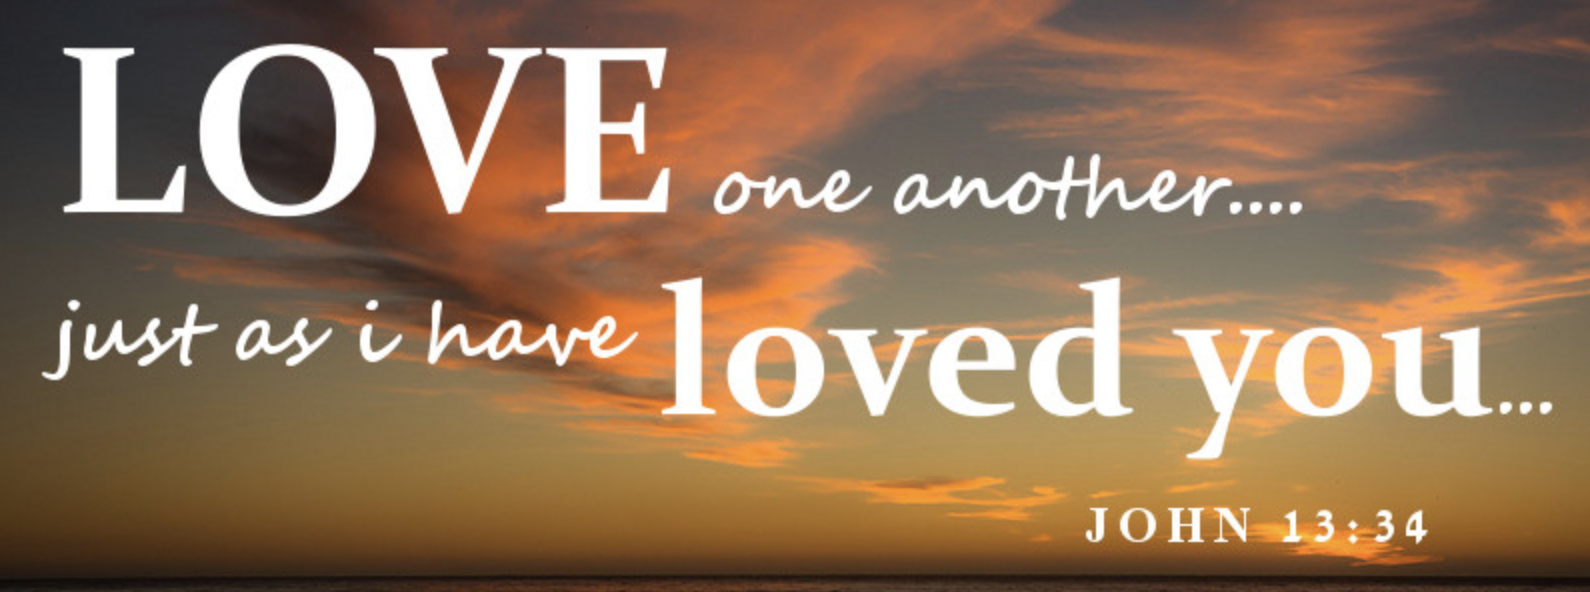 LOVE one another....
just as i have loved you...
JOHN 13:34